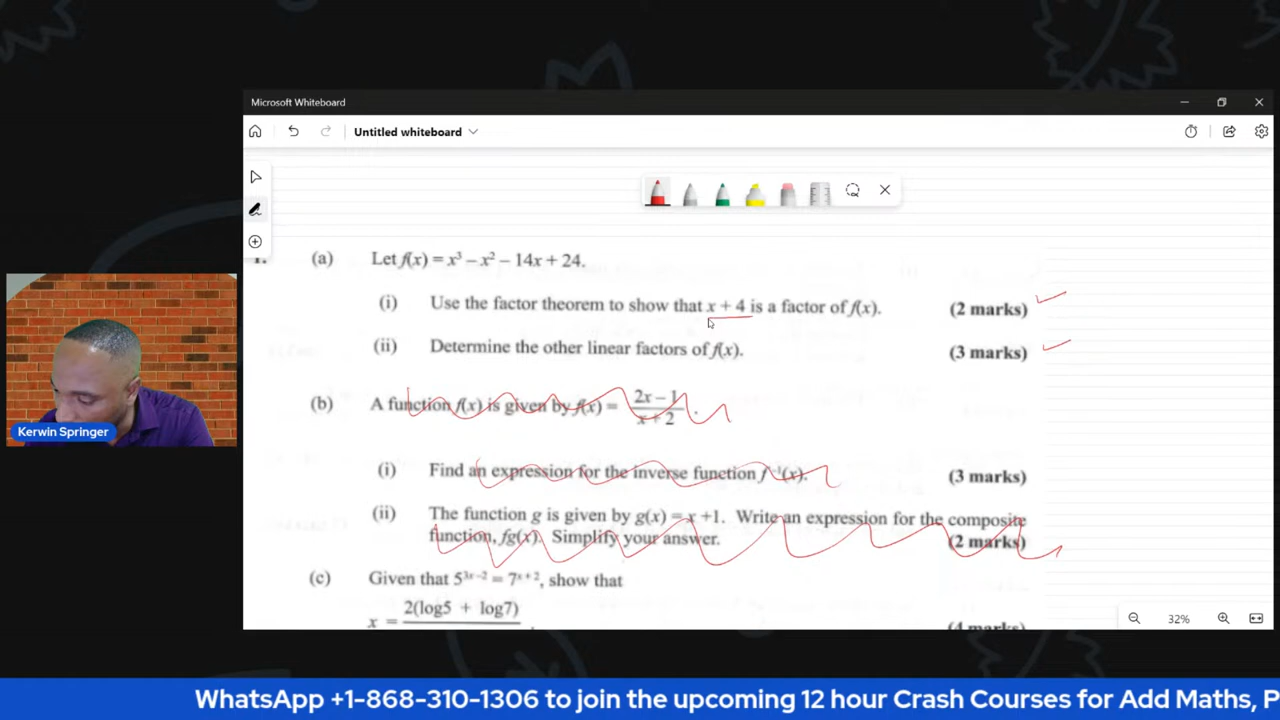 Microsoft Whiteboard
Untitled whiteboard
(a) Let f(x) = x³ – x² – 14x + 24.
(i) Use the factor theorem to show that x + 4 is a factor of f(x). (2 marks)
(ii) Determine the other linear factors of f(x). (3 marks)
(b) A function f(x) is given by f(x) = 2x – 1 / x + 2 .
(i) Find an expression for the inverse function f⁻¹(x). (3 marks)
(ii) The function g is given by g(x) = x +1. Write an expression for the composite
function, fg(x). Simplify your answer. (2 marks)
(c) Given that 5³ˣ⁻² = 7ˣ⁺², show that
x = 2(log5 + log7)
(4 marks)
Kerwin Springer
32%
WhatsApp +1-868-310-1306 to join the upcoming 12 hour Crash Courses for Add Maths, P